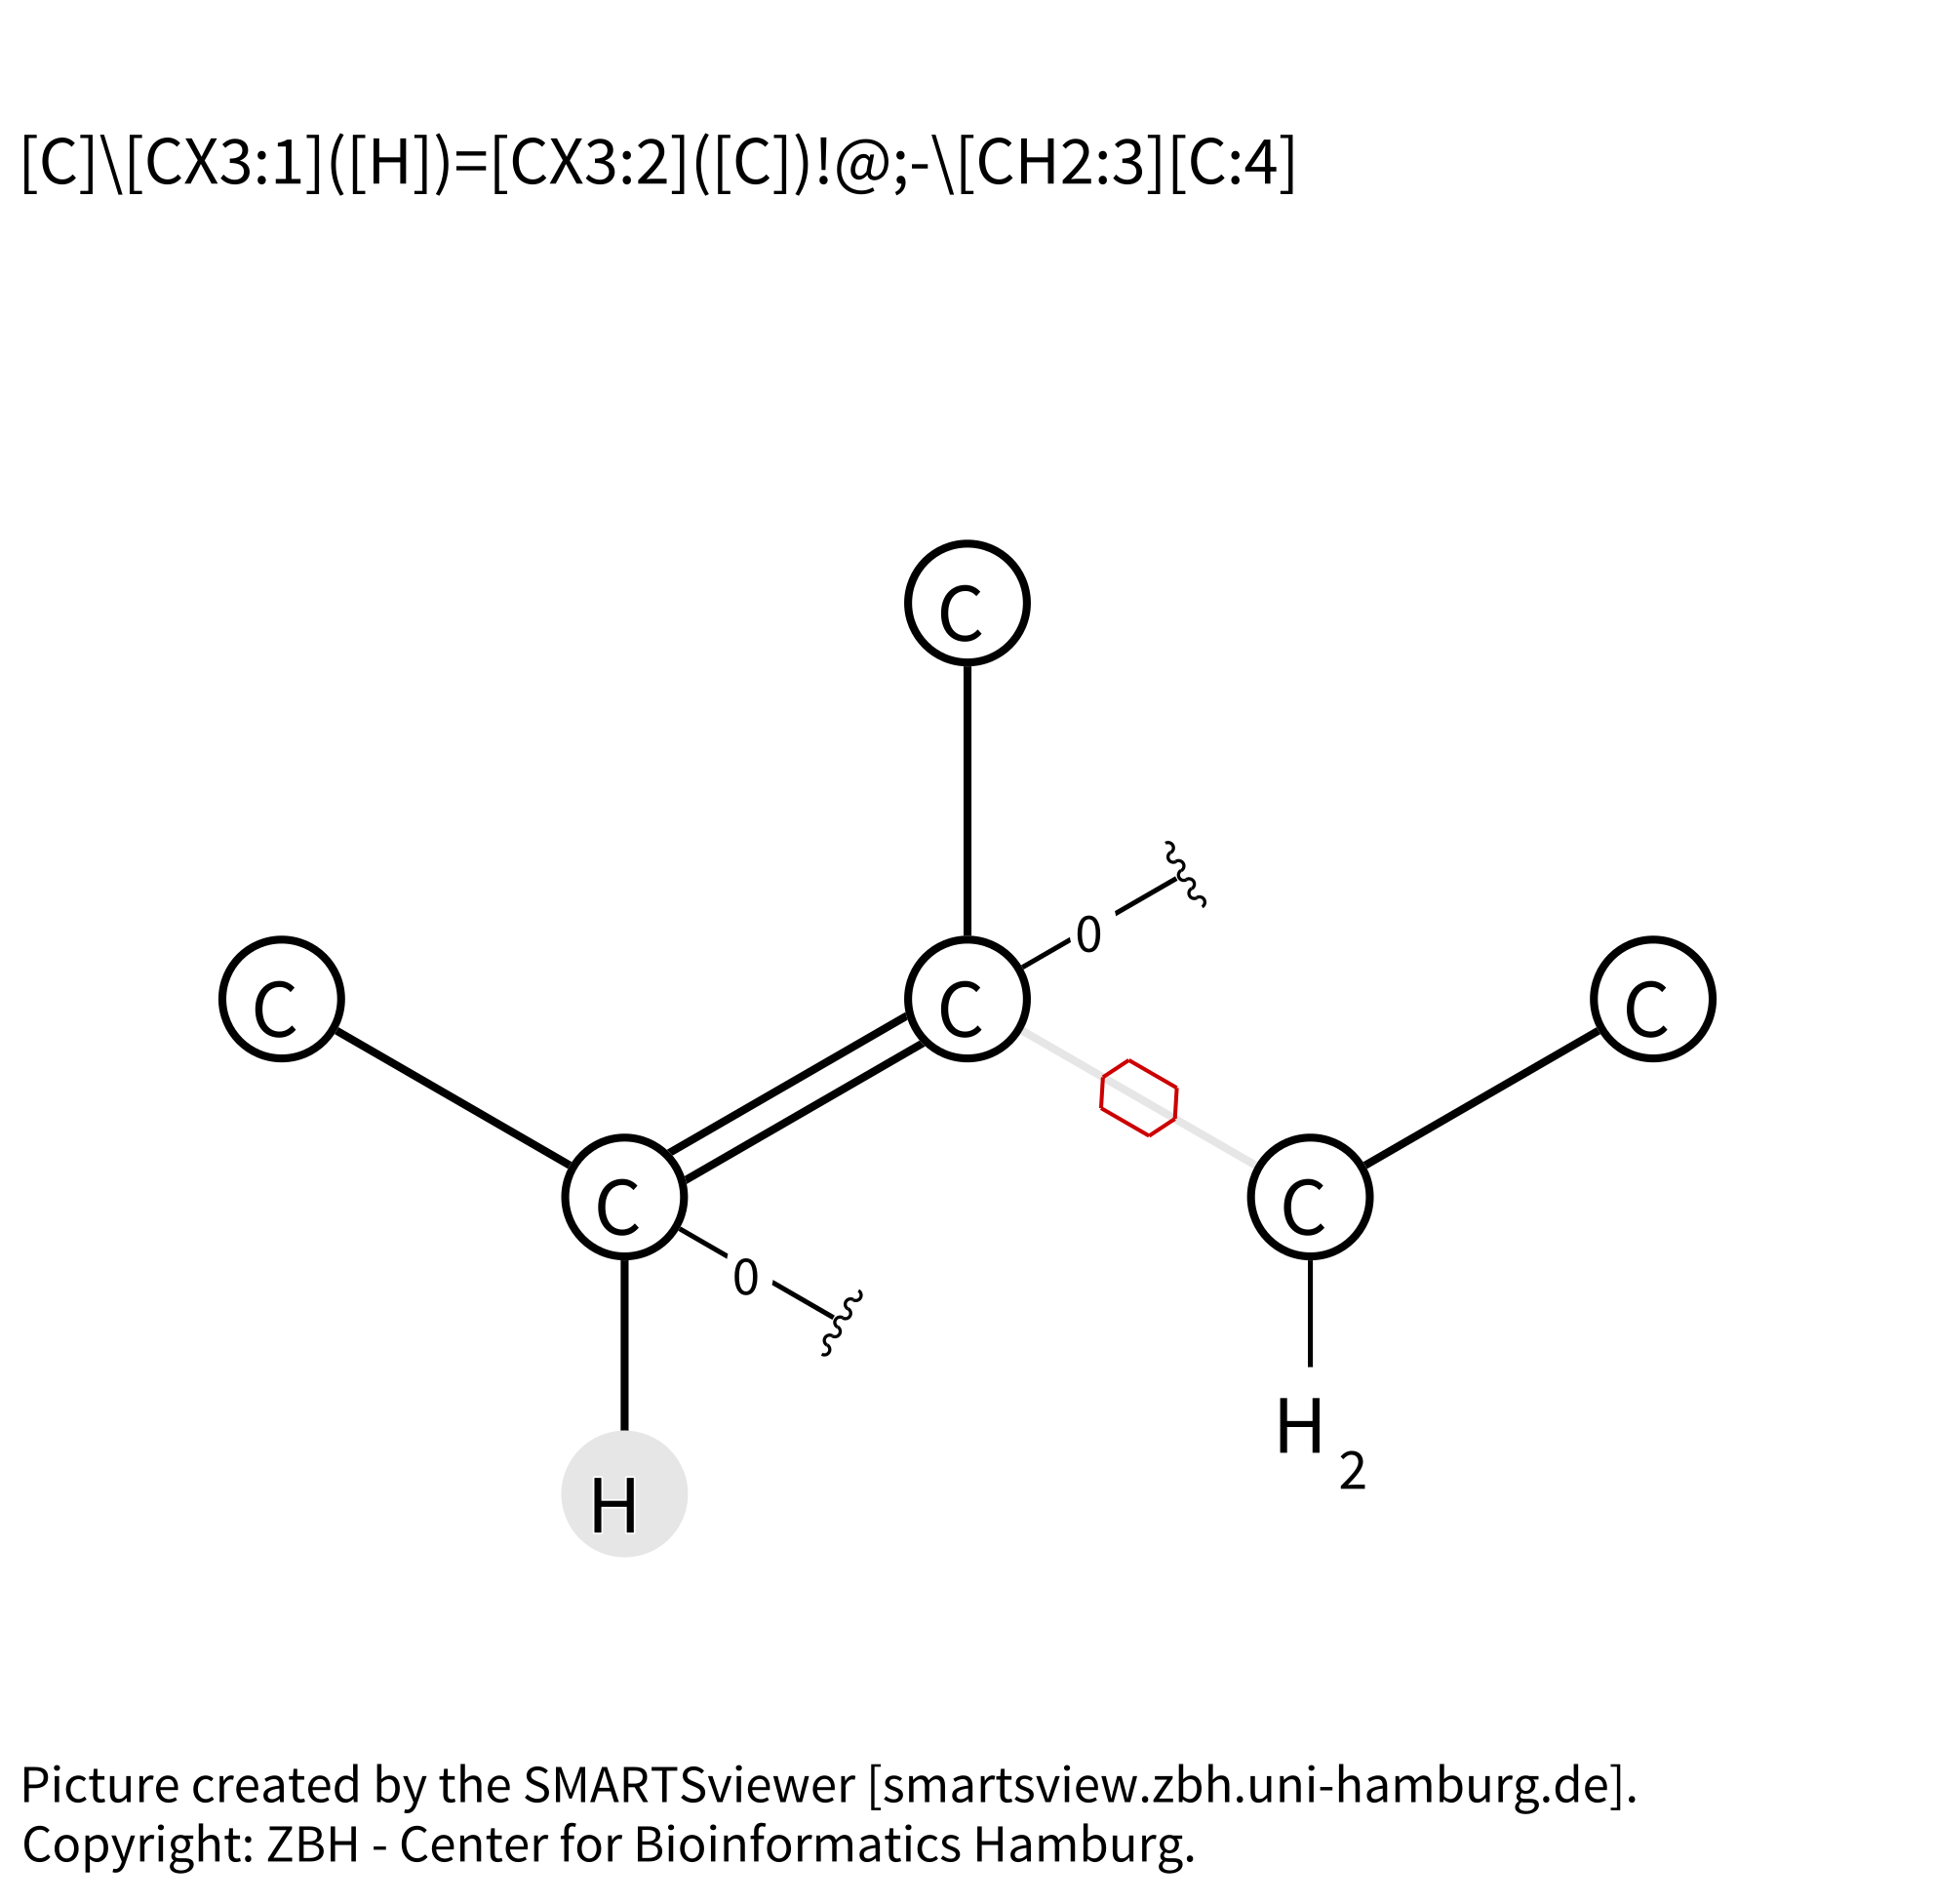 [C]\[CX3:1]([H])=[CX3:2]([C])!@;-\[CH2:3][C:4]
C
0
C
C
C
C
0
C
H
2
H
Picture created by the SMARTSviewer [smartsview.zbh.uni-hamburg.de].
Copyright: ZBH - Center for Bioinformatics Hamburg.